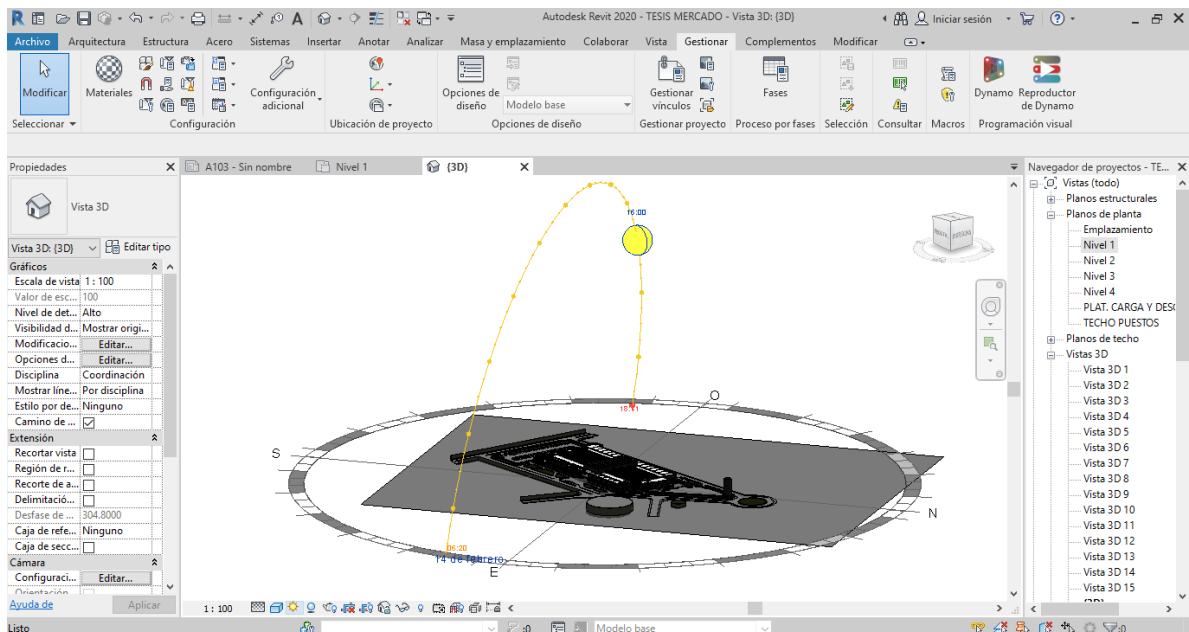 Autodesk Revit 2020 - TESIS MERCADO - Vista 3D: {3D}
Iniciar sesión
Archivo Arquitectura Estructura Acero Sistemas Insertar Anotar Analizar Masa y emplazamiento Colaborar Vista Gestionar Complementos Modificar
Modificar
Materiales
Configuración
adicional
Opciones de
diseño
Modelo base
Gestionar
vínculos
Fases
Dynamo
Reproductor
de Dynamo
Seleccionar
Configuración
Ubicación de proyecto
Opciones de diseño
Gestionar proyecto
Proceso por fases
Selección
Consultar
Macros
Programación visual
Propiedades
Vista 3D
Vista 3D: {3D}
Editar tipo
Gráficos
Escala de vista 1 : 100
Valor de esc... 100
Nivel de det... Alto
Visibilidad d... Mostrar origi...
Modificacio... Editar...
Opciones d... Editar...
Disciplina Coordinación
Mostrar líne... Por disciplina
Estilo por de... Ninguno
Camino de ...
Extensión
Recortar vista
Región de r...
Recorte de a...
Delimitació...
Desfase de ... 304.8000
Caja de refe... Ninguno
Caja de secc...
Cámara
Configuraci... Editar...
Orientación
Ayuda de
Aplicar
A103 - Sin nombre
Nivel 1
{3D}
16:00
18:41
O
S
N
E
06:20
14 de febrero
1 : 100
Navegador de proyectos - TE...
Vistas (todo)
Planos estructurales
Planos de planta
Emplazamiento
Nivel 1
Nivel 2
Nivel 3
Nivel 4
PLAT. CARGA Y DES
TECHO PUESTOS
Planos de techo
Vistas 3D
Vista 3D 1
Vista 3D 2
Vista 3D 3
Vista 3D 4
Vista 3D 5
Vista 3D 6
Vista 3D 7
Vista 3D 8
Vista 3D 9
Vista 3D 10
Vista 3D 11
Vista 3D 12
Vista 3D 13
Vista 3D 14
Vista 3D 15
{3D}
Listo
:0
Modelo base
:0